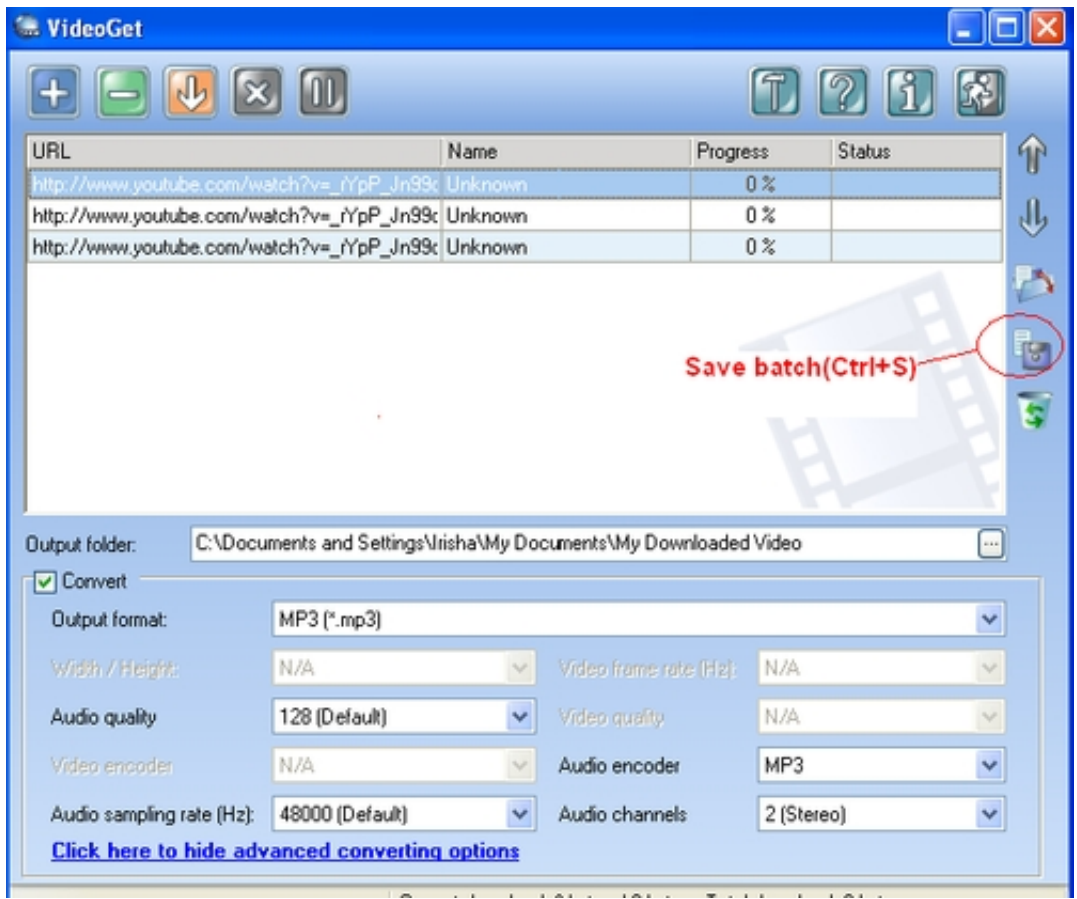 VideoGet
URL Name Progress Status
http://www.youtube.com/watch?v=_rYpP_Jn99c Unknown 0 %
http://www.youtube.com/watch?v=_rYpP_Jn99c Unknown 0 %
http://www.youtube.com/watch?v=_rYpP_Jn99c Unknown 0 %
Save batch(Ctrl+S)
Output folder: C:\Documents and Settings\Irisha\My Documents\My Downloaded Video ...
Convert
Output format: MP3 (*.mp3)
Width / Height: N/A Video frame rate (Hz): N/A
Audio quality 128 (Default) Video quality N/A
Video encoder N/A Audio encoder MP3
Audio sampling rate (Hz): 48000 (Default) Audio channels 2 (Stereo)
Click here to hide advanced converting options